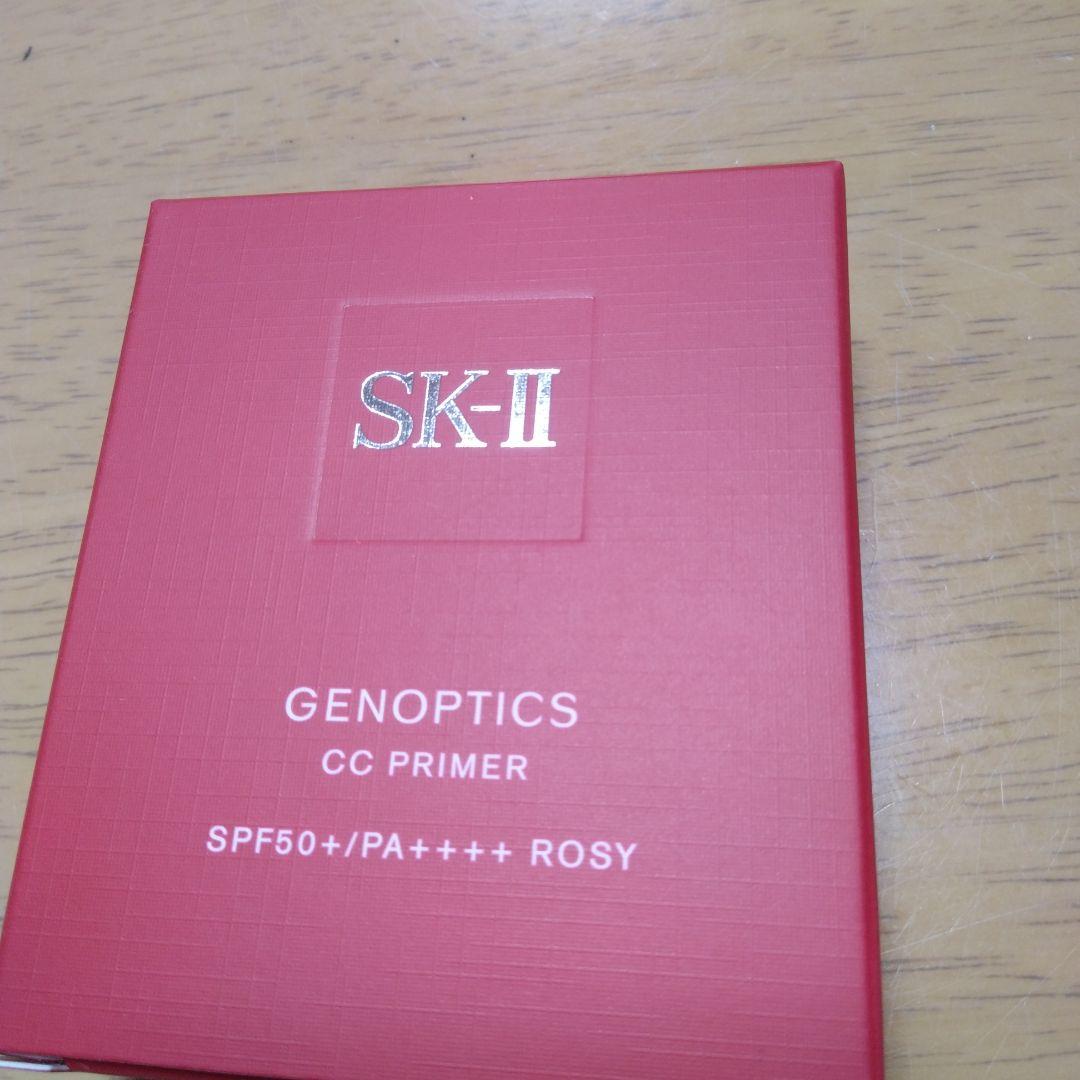 SK-II
GENOPTICS
CC PRIMER
SPF50+/PA++++ ROSY